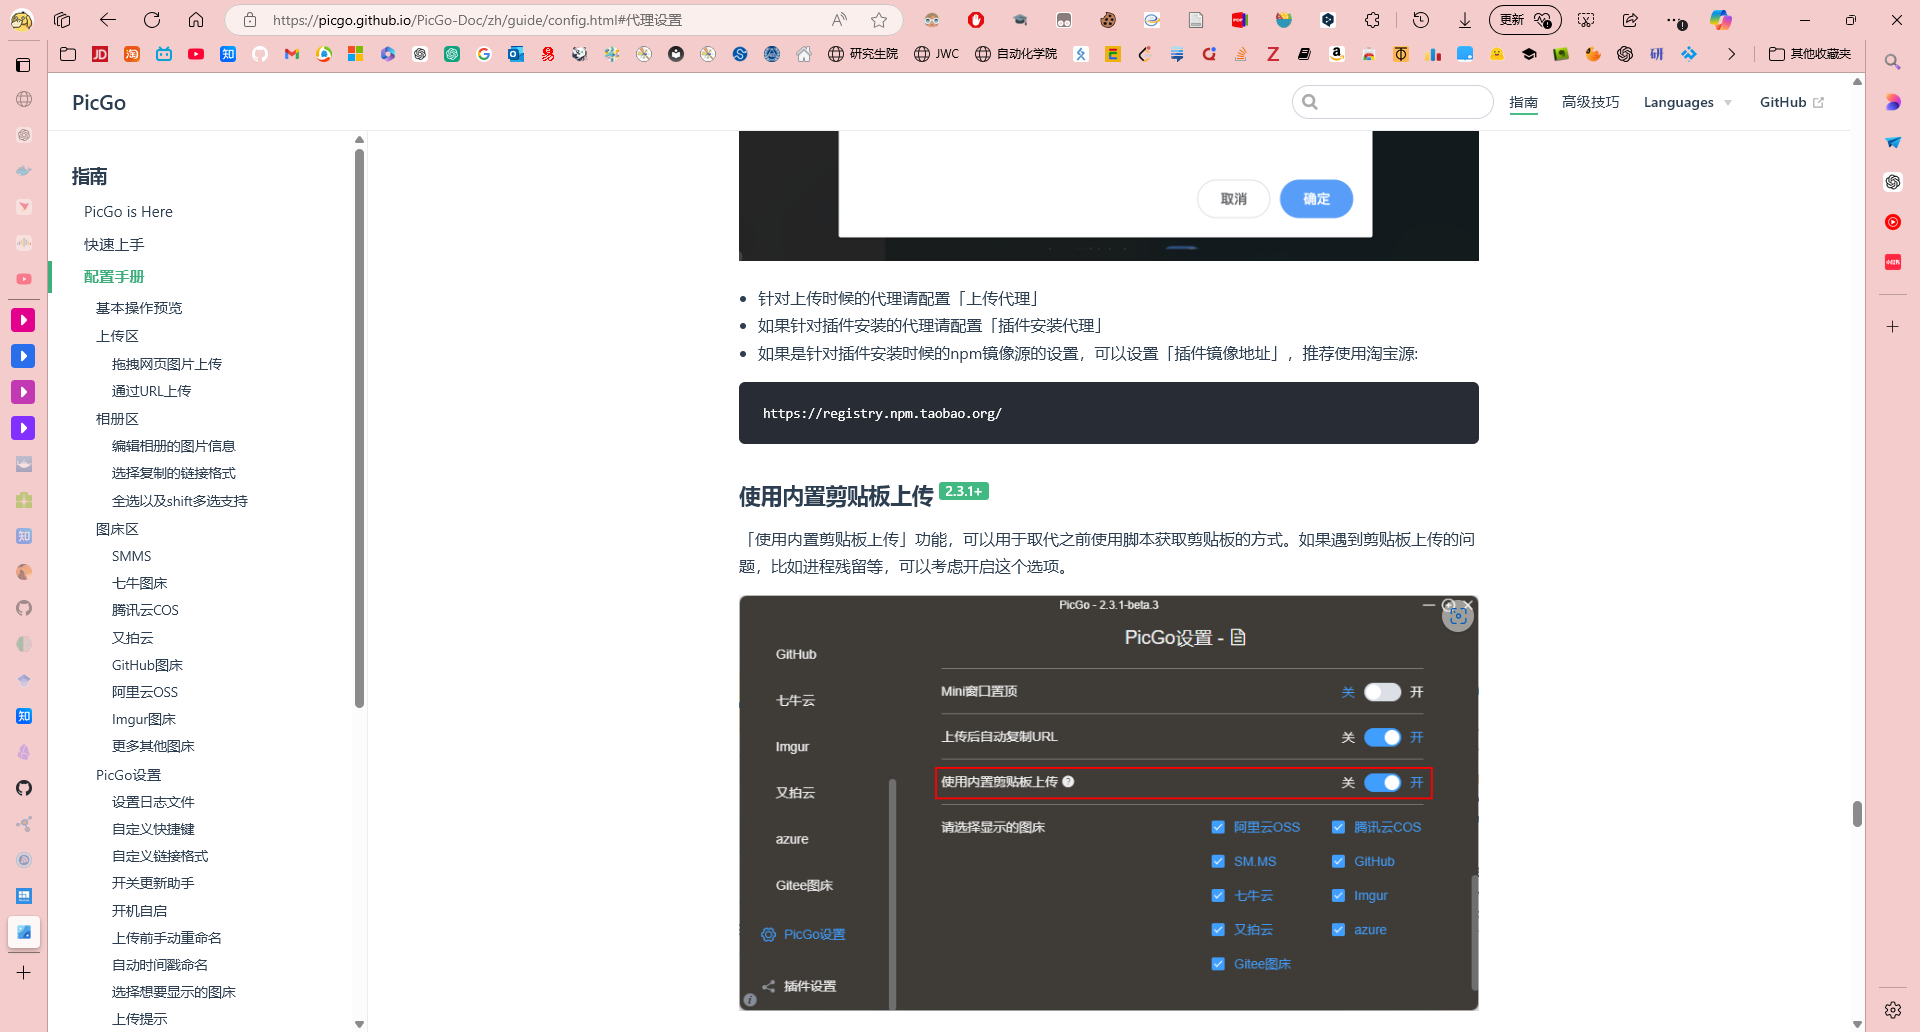 https://picgo.github.io/PicGo-Doc/zh/guide/config.html#代理设置
更新
研究生院
JWC
自动化学院
其他收藏夹
PicGo
指南
高级技巧
Languages
GitHub
指南
PicGo is Here
快速上手
配置手册
基本操作预览
上传区
拖拽网页图片上传
通过URL上传
相册区
编辑相册的图片信息
选择复制的链接格式
全选以及shift多选支持
图床区
SMMS
七牛图床
腾讯云COS
又拍云
GitHub图床
阿里云OSS
Imgur图床
更多其他图床
PicGo设置
设置日志文件
自定义快捷键
自定义链接格式
开关更新助手
开机自启
上传前手动重命名
自动时间戳命名
选择想要显示的图床
上传提示
取消
确定
针对上传时候的代理请配置「上传代理」
如果针对插件安装的代理请配置「插件安装代理」
如果是针对插件安装时候的npm镜像源的设置，可以设置「插件镜像地址」，推荐使用淘宝源:
https://registry.npm.taobao.org/
使用内置剪贴板上传 2.3.1+
「使用内置剪贴板上传」功能，可以用于取代之前使用脚本获取剪贴板的方式。如果遇到剪贴板上传的问
题，比如进程残留等，可以考虑开启这个选项。
PicGo - 2.3.1-beta.3
PicGo设置 -
GitHub
七牛云
Imgur
又拍云
azure
Gitee图床
PicGo设置
插件设置
Mini窗口置顶
关
开
上传后自动复制URL
关
开
使用内置剪贴板上传
关
开
请选择显示的图床
阿里云OSS
腾讯云COS
SM.MS
GitHub
七牛云
Imgur
又拍云
azure
Gitee图床